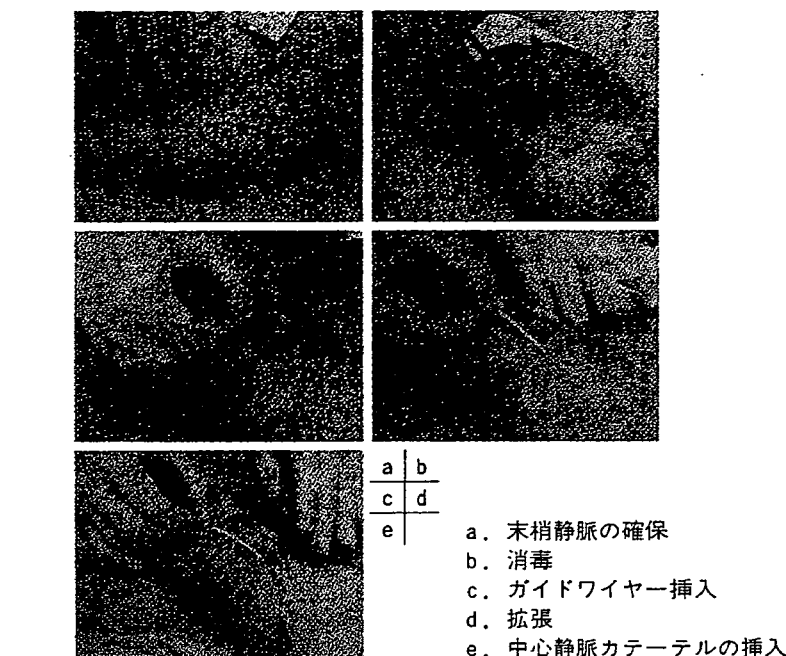 a b
c d
e
a. 末梢静脈の確保
b. 消毒
c. ガイドワイヤー挿入
d. 拡張
e. 中心静脈カテーテルの挿入